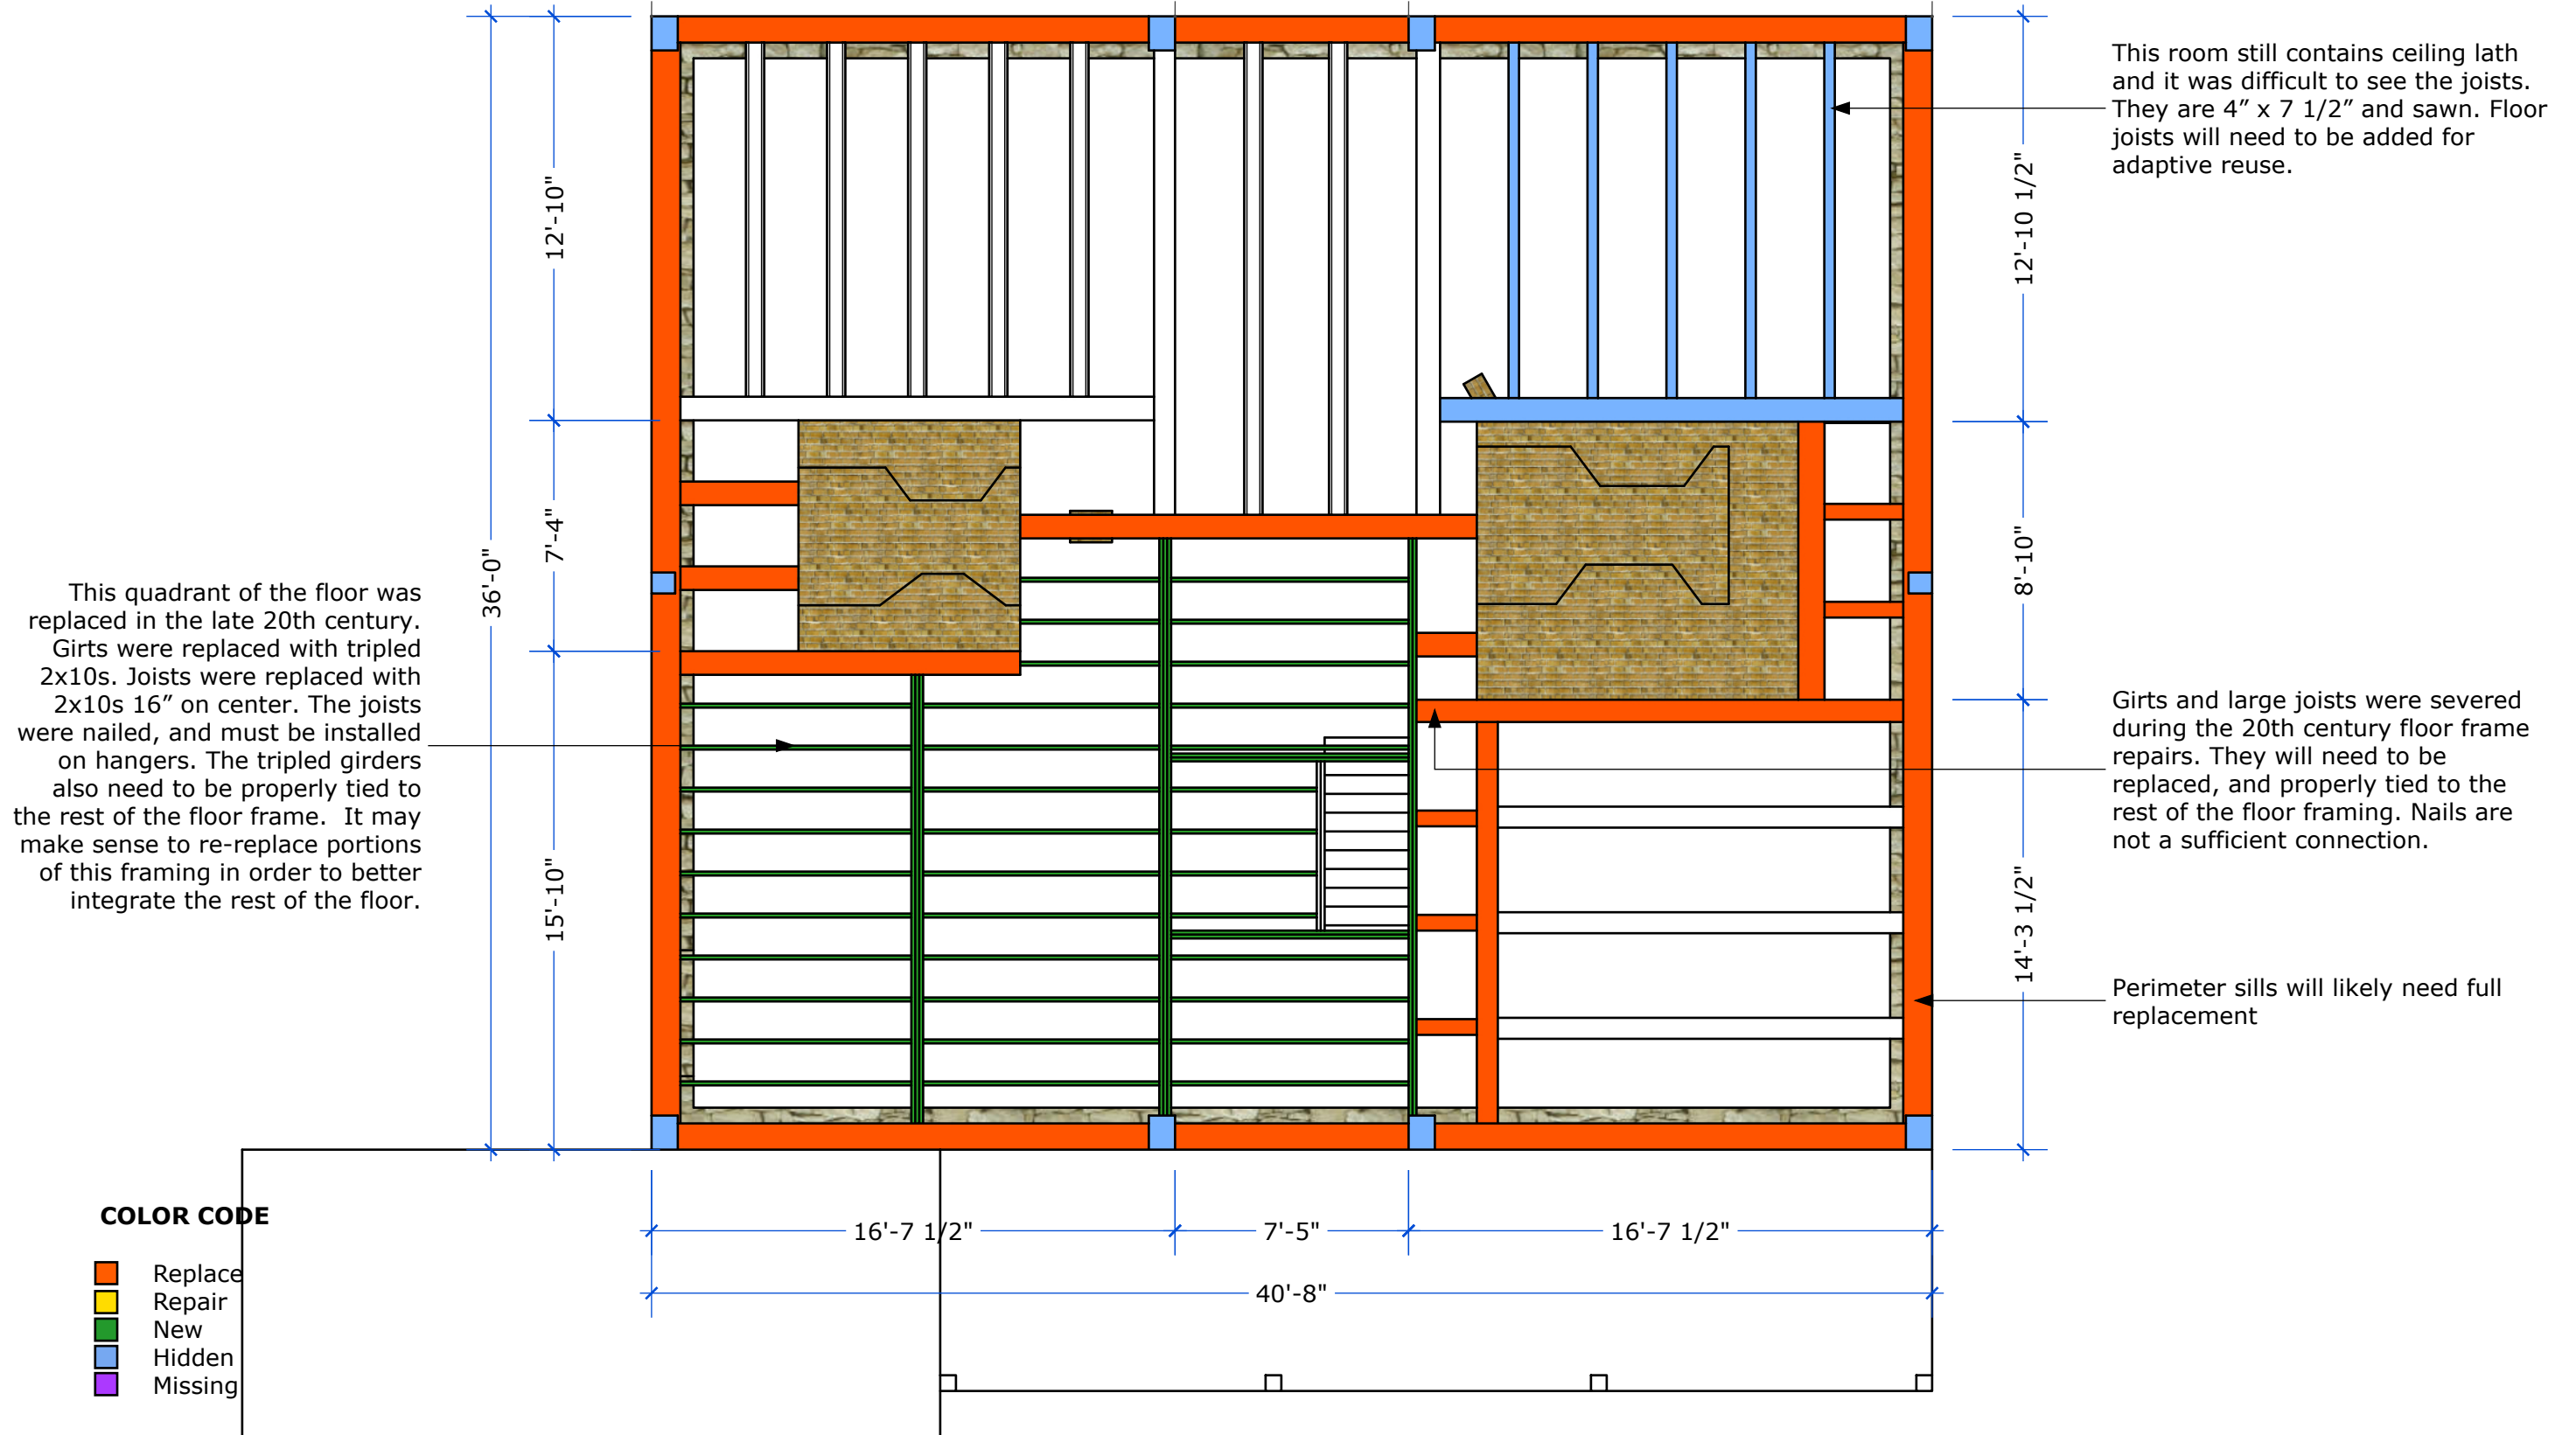 This room still contains ceiling lath
and it was difficult to see the joists.
They are 4” x 7 1/2” and sawn. Floor
joists will need to be added for
adaptive reuse.
12'-10"
12'-10 1/2"
36'-0"
7'-4"
8'-10"
This quadrant of the floor was
replaced in the late 20th century.
Girts were replaced with tripled
2x10s. Joists were replaced with
2x10s 16” on center. The joists
were nailed, and must be installed
on hangers. The tripled girders
also need to be properly tied to
the rest of the floor frame.  It may
make sense to re-replace portions
of this framing in order to better
integrate the rest of the floor.
Girts and large joists were severed
during the 20th century floor frame
repairs. They will need to be
replaced, and properly tied to the
rest of the floor framing. Nails are
not a sufficient connection.
15'-10"
14'-3 1/2"
Perimeter sills will likely need full
replacement
16'-7 1/2"
7'-5"
16'-7 1/2"
40'-8"
COLOR CODE
Replace
Repair
New
Hidden
Missing